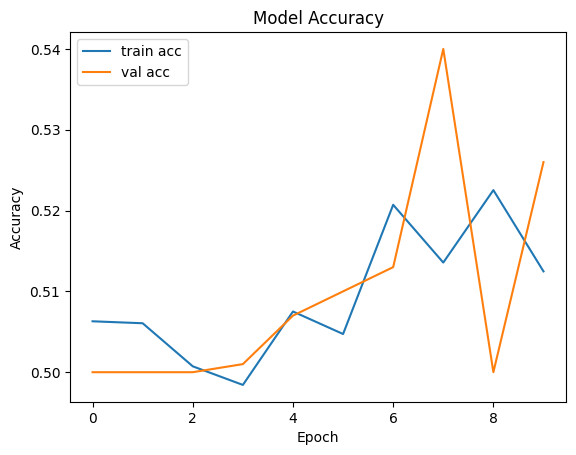 Model Accuracy
train acc
val acc
0.54
0.53
0.52
0.51
0.50
Accuracy
0 2 4 6 8
Epoch